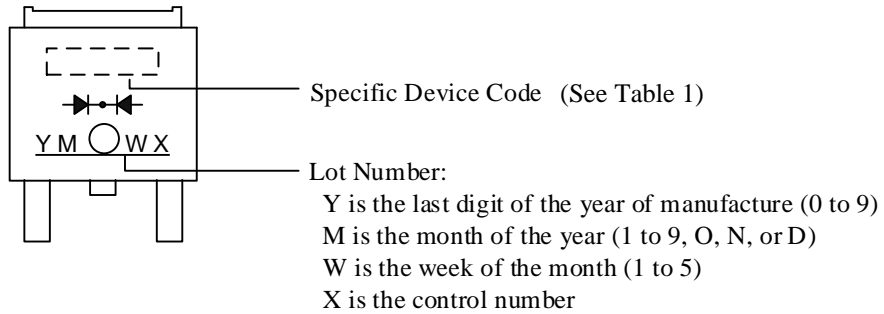 Specific Device Code (See Table 1)
Y M W X
Lot Number:
Y is the last digit of the year of manufacture (0 to 9)
M is the month of the year (1 to 9, O, N, or D)
W is the week of the month (1 to 5)
X is the control number